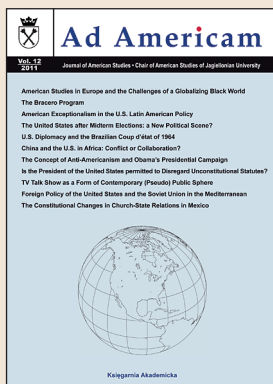 Ad Americam
Vol. 12
2011
Journal of American Studies • Chair of American Studies of Jagiellonian University
American Studies in Europe and the Challenges of a Globalizing Black World
The Bracero Program
American Exceptionalism in the U.S. Latin American Policy
The United States after Midterm Elections: a New Political Scene?
U.S. Diplomacy and the Brazilian Coup d'état of 1964
China and the U.S. in Africa: Conflict or Collaboration?
The Concept of Anti-Americanism and Obama's Presidential Campaign
Is the President of the United States permitted to Disregard Unconstitutional Statutes?
TV Talk Show as a Form of Contemporary (Pseudo) Public Sphere
Foreign Policy of the United States and the Soviet Union in the Mediterranean
The Constitutional Changes in Church-State Relations in Mexico
Księgarnia Akademicka